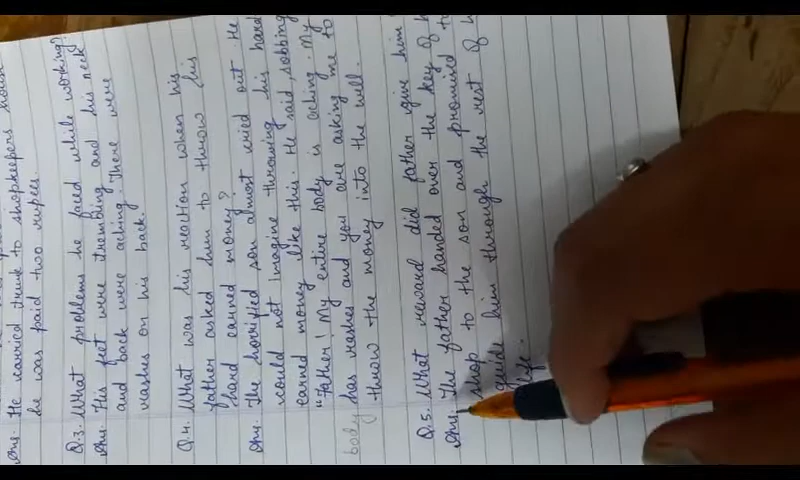 Ans. He carried trunk to shopkeepers house
he was paid two rupees.
Q.3. What problems he faced while working?
Ans. His feet were trembling and his neck
and back were aching. There were
rashes on his back.
Q.4. What was his reaction when his
father asked him to throw his
hard earned money?
Ans. The horrified son almost cried out. He
could not imagine throwing his hard
earned money like this. He said sobbing
"Father! My entire body is aching. My
body has rashes and you are asking me to
throw the money into the well.
Q.5. What reward did father give him
Ans. The father handed over the key of h
shop to the son and promised to
guide him through the rest of h
life.